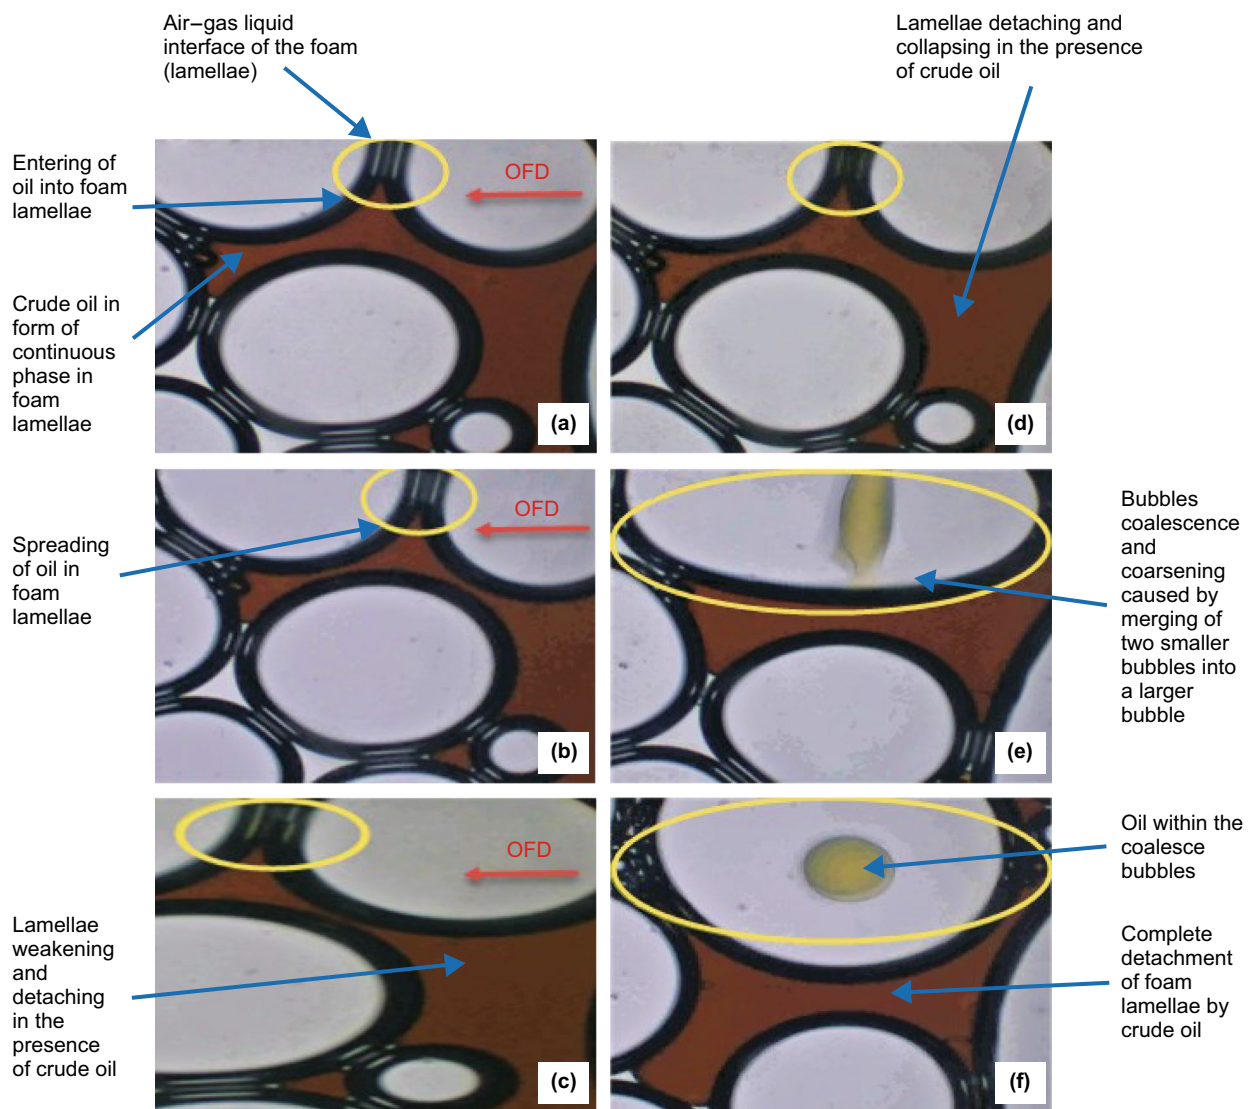 Air–gas liquid
interface of the foam
(lamellae)
Lamellae detaching and
collapsing in the presence
of crude oil
Entering of
oil into foam
lamellae
OFD
Crude oil in
form of
continuous
phase in
foam
lamellae
(a)
(d)
Spreading
of oil in
foam
lamellae
OFD
(b)
Bubbles
coalescence
and
coarsening
caused by
merging of
two smaller
bubbles into
a larger
bubble
(e)
Lamellae
weakening
and
detaching
in the
presence
of crude oil
OFD
(c)
Oil within the
coalesce
bubbles
Complete
detachment
of foam
lamellae by
crude oil
(f)